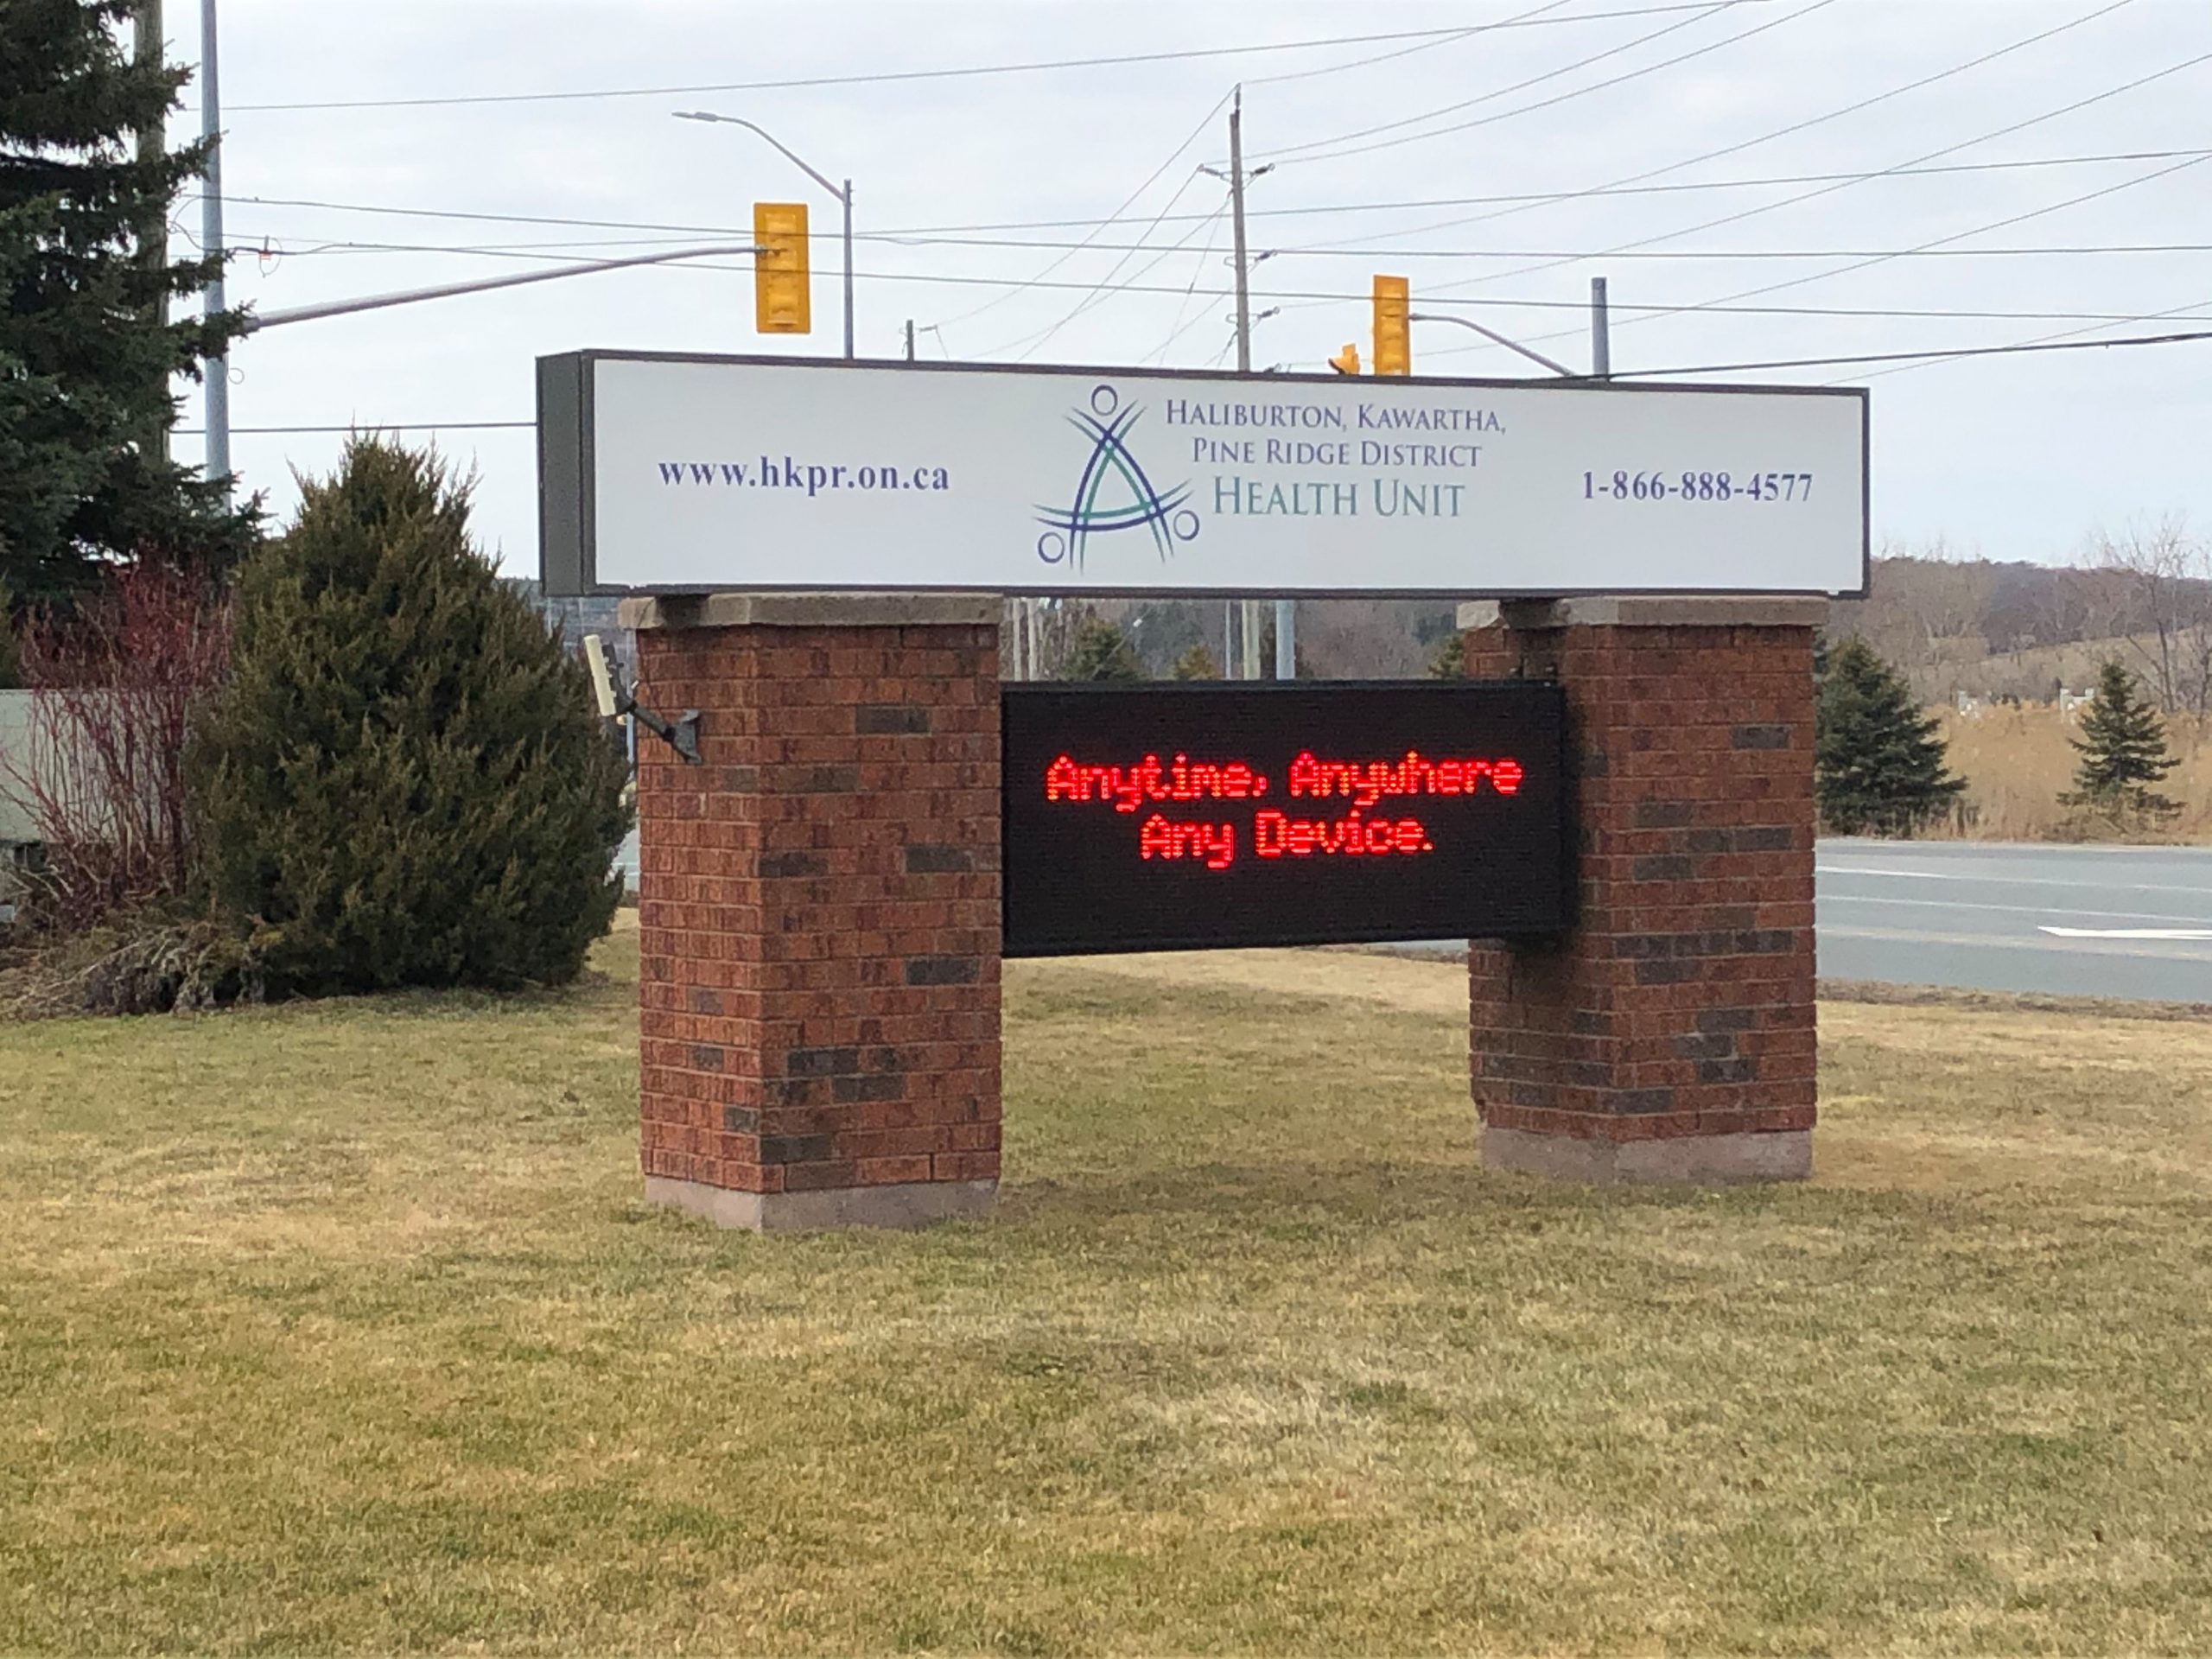 www.hkpr.on.ca
HALIBURTON, KAWARTHA,
PINE RIDGE DISTRICT
HEALTH UNIT
1-866-888-4577
Anytime, Anywhere
Any Device.